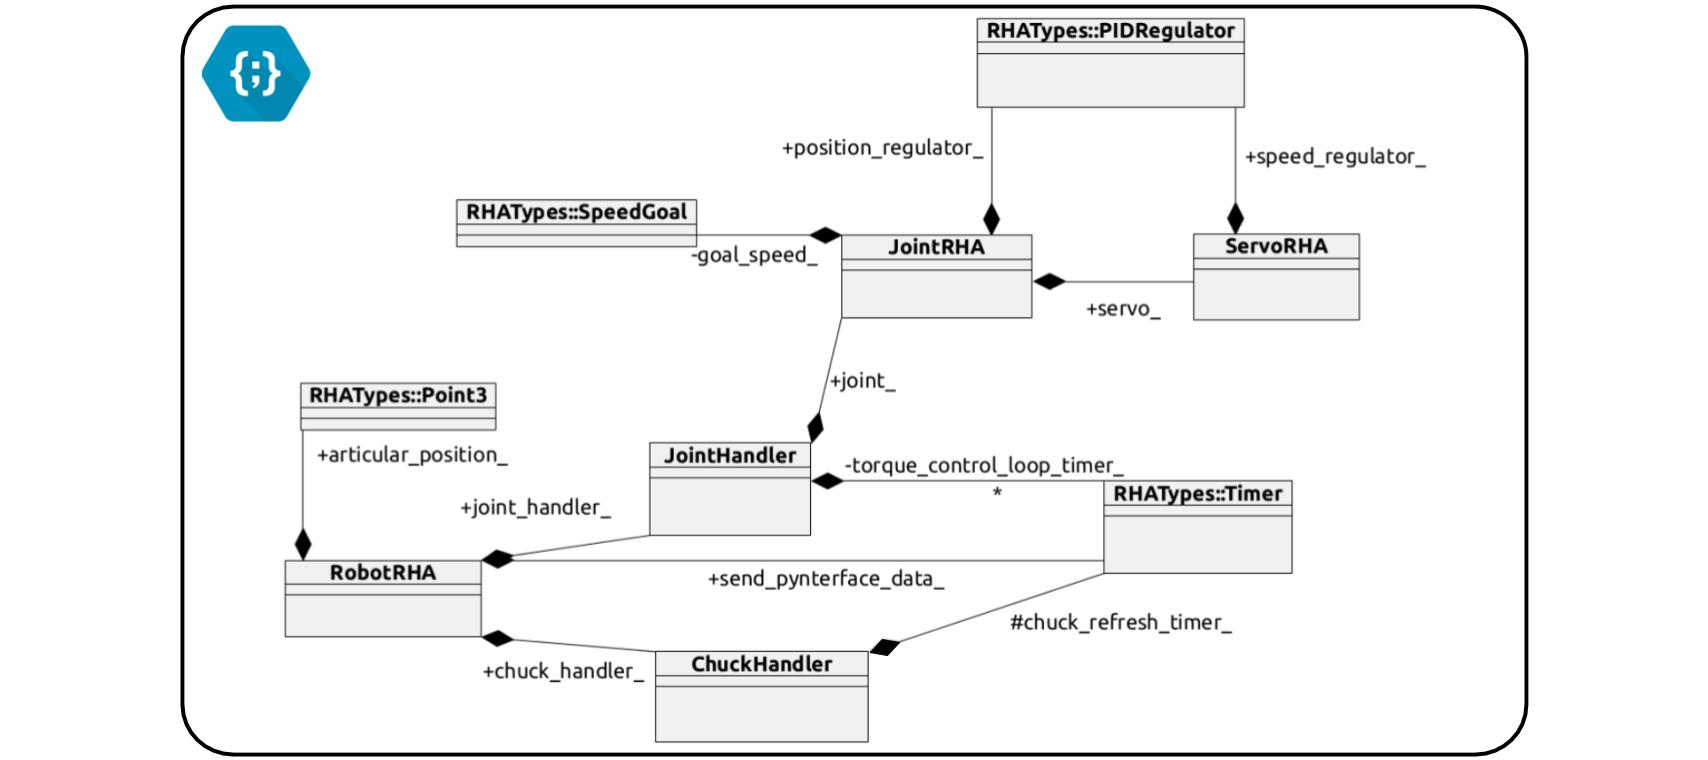 {;}
RHATypes::PIDRegulator
+position_regulator_
+speed_regulator_
RHATypes::SpeedGoal
-goal_speed_
JointRHA
ServoRHA
+servo_
+joint_
RHATypes::Point3
+articular_position_
JointHandler
-torque_control_loop_timer_
*
RHATypes::Timer
+joint_handler_
RobotRHA
+send_pynterface_data_
#chuck_refresh_timer_
+chuck_handler_
ChuckHandler